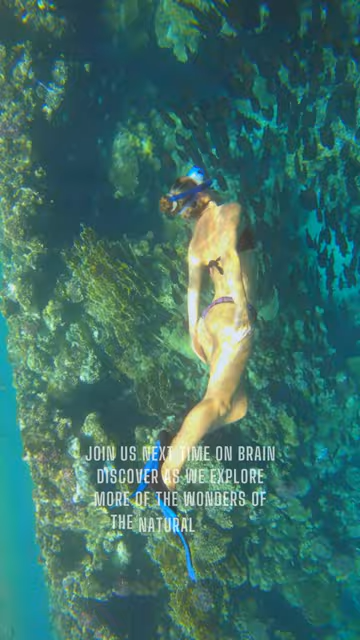 JOIN US NEXT TIME ON BRAIN
DISCOVER AS WE EXPLORE
MORE OF THE WONDERS OF
THE NATURAL